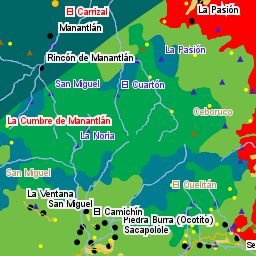 El Carrizal
La Pasión
Manantlán
La Pasión
Rincón de Manantlán
San Miguel
El Cuartón
Ceboruco
La Cumbre de Manantlán
La Noria
San Miguel
El Quelitán
La Ventana
San Miguel
El Camichín
Piedra Burra (Ocotito)
Sacapolole